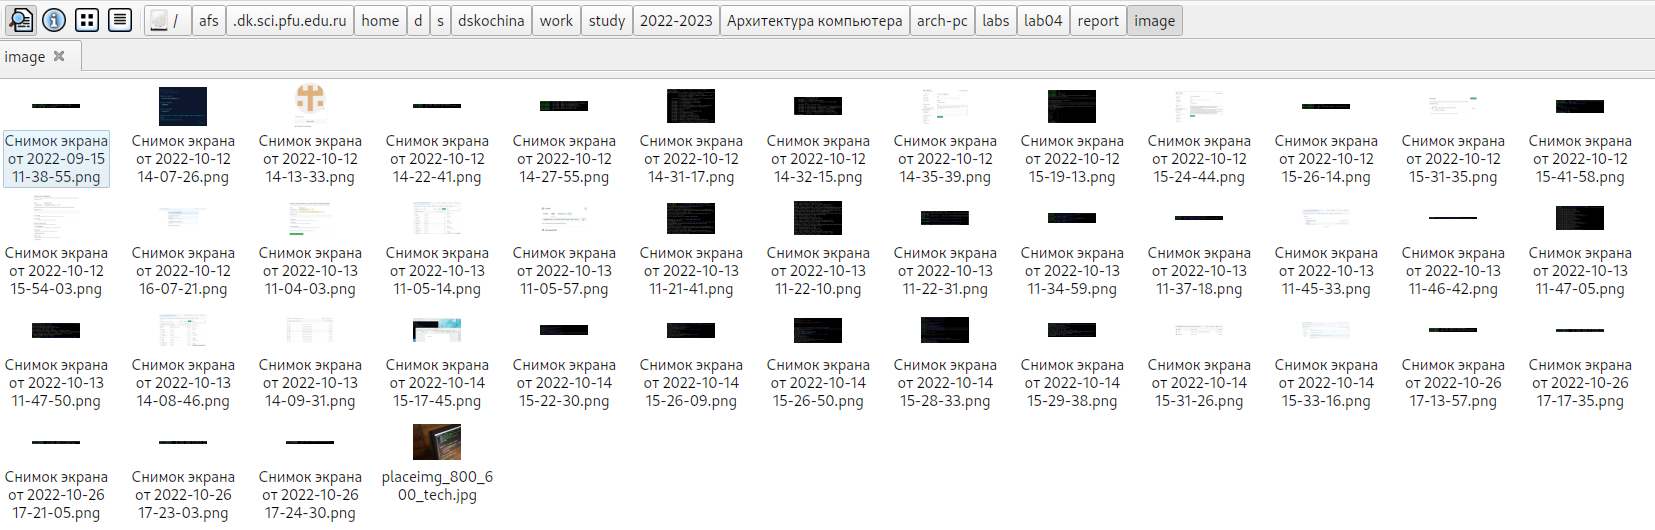 / afs .dk.sci.pfu.edu.ru home d s dskochina work study 2022-2023 Архитектура компьютера arch-pc labs lab04 report image
image
Снимок экрана от 2022-09-15 11-38-55.png
Снимок экрана от 2022-10-12 14-07-26.png
Снимок экрана от 2022-10-12 14-13-33.png
Снимок экрана от 2022-10-12 14-22-41.png
Снимок экрана от 2022-10-12 14-27-55.png
Снимок экрана от 2022-10-12 14-31-17.png
Снимок экрана от 2022-10-12 14-32-15.png
Снимок экрана от 2022-10-12 14-35-39.png
Снимок экрана от 2022-10-12 15-19-13.png
Снимок экрана от 2022-10-12 15-24-44.png
Снимок экрана от 2022-10-12 15-26-14.png
Снимок экрана от 2022-10-12 15-31-35.png
Снимок экрана от 2022-10-12 15-41-58.png
Снимок экрана от 2022-10-12 15-54-03.png
Снимок экрана от 2022-10-12 16-07-21.png
Снимок экрана от 2022-10-13 11-04-03.png
Снимок экрана от 2022-10-13 11-05-14.png
Снимок экрана от 2022-10-13 11-05-57.png
Снимок экрана от 2022-10-13 11-21-41.png
Снимок экрана от 2022-10-13 11-22-10.png
Снимок экрана от 2022-10-13 11-22-31.png
Снимок экрана от 2022-10-13 11-34-59.png
Снимок экрана от 2022-10-13 11-37-18.png
Снимок экрана от 2022-10-13 11-45-33.png
Снимок экрана от 2022-10-13 11-46-42.png
Снимок экрана от 2022-10-13 11-47-05.png
Снимок экрана от 2022-10-13 11-47-50.png
Снимок экрана от 2022-10-13 14-08-46.png
Снимок экрана от 2022-10-13 14-09-31.png
Снимок экрана от 2022-10-14 15-17-45.png
Снимок экрана от 2022-10-14 15-22-30.png
Снимок экрана от 2022-10-14 15-26-09.png
Снимок экрана от 2022-10-14 15-26-50.png
Снимок экрана от 2022-10-14 15-28-33.png
Снимок экрана от 2022-10-14 15-29-38.png
Снимок экрана от 2022-10-14 15-31-26.png
Снимок экрана от 2022-10-14 15-33-16.png
Снимок экрана от 2022-10-26 17-13-57.png
Снимок экрана от 2022-10-26 17-17-35.png
Снимок экрана от 2022-10-26 17-21-05.png
Снимок экрана от 2022-10-26 17-23-03.png
Снимок экрана от 2022-10-26 17-24-30.png
placeimg_800_600_tech.jpg